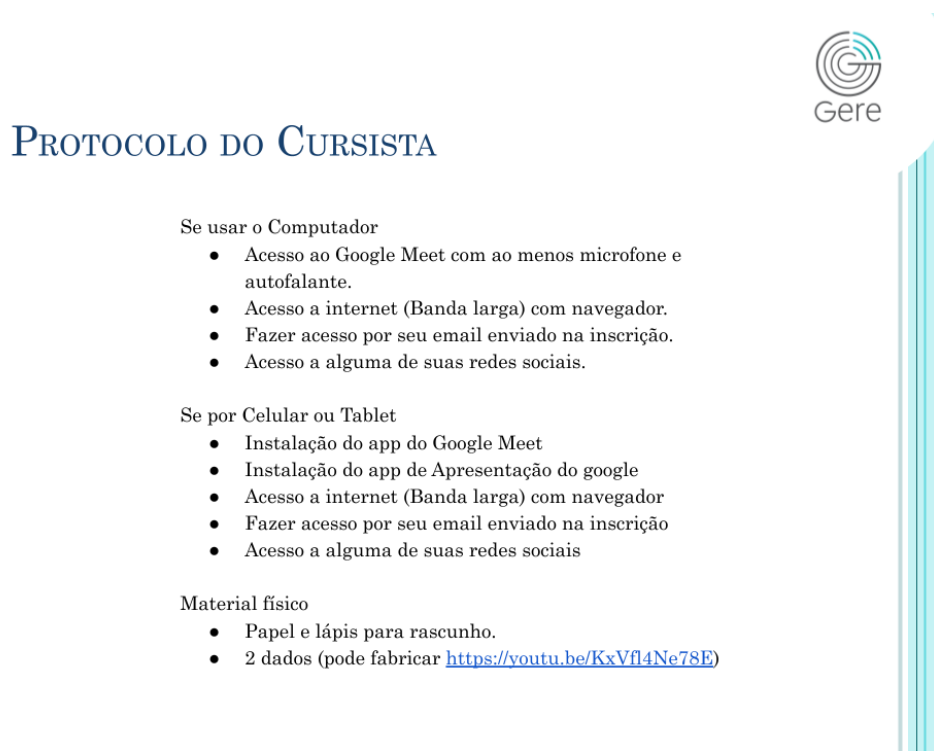 Gere
Protocolo do Cursista
Se usar o Computador
● Acesso ao Google Meet com ao menos microfone e
autofalante.
● Acesso a internet (Banda larga) com navegador.
● Fazer acesso por seu email enviado na inscrição.
● Acesso a alguma de suas redes sociais.
Se por Celular ou Tablet
● Instalação do app do Google Meet
● Instalação do app de Apresentação do google
● Acesso a internet (Banda larga) com navegador
● Fazer acesso por seu email enviado na inscrição
● Acesso a alguma de suas redes sociais
Material físico
● Papel e lápis para rascunho.
● 2 dados (pode fabricar https://youtu.be/KxVfl4Ne78E)